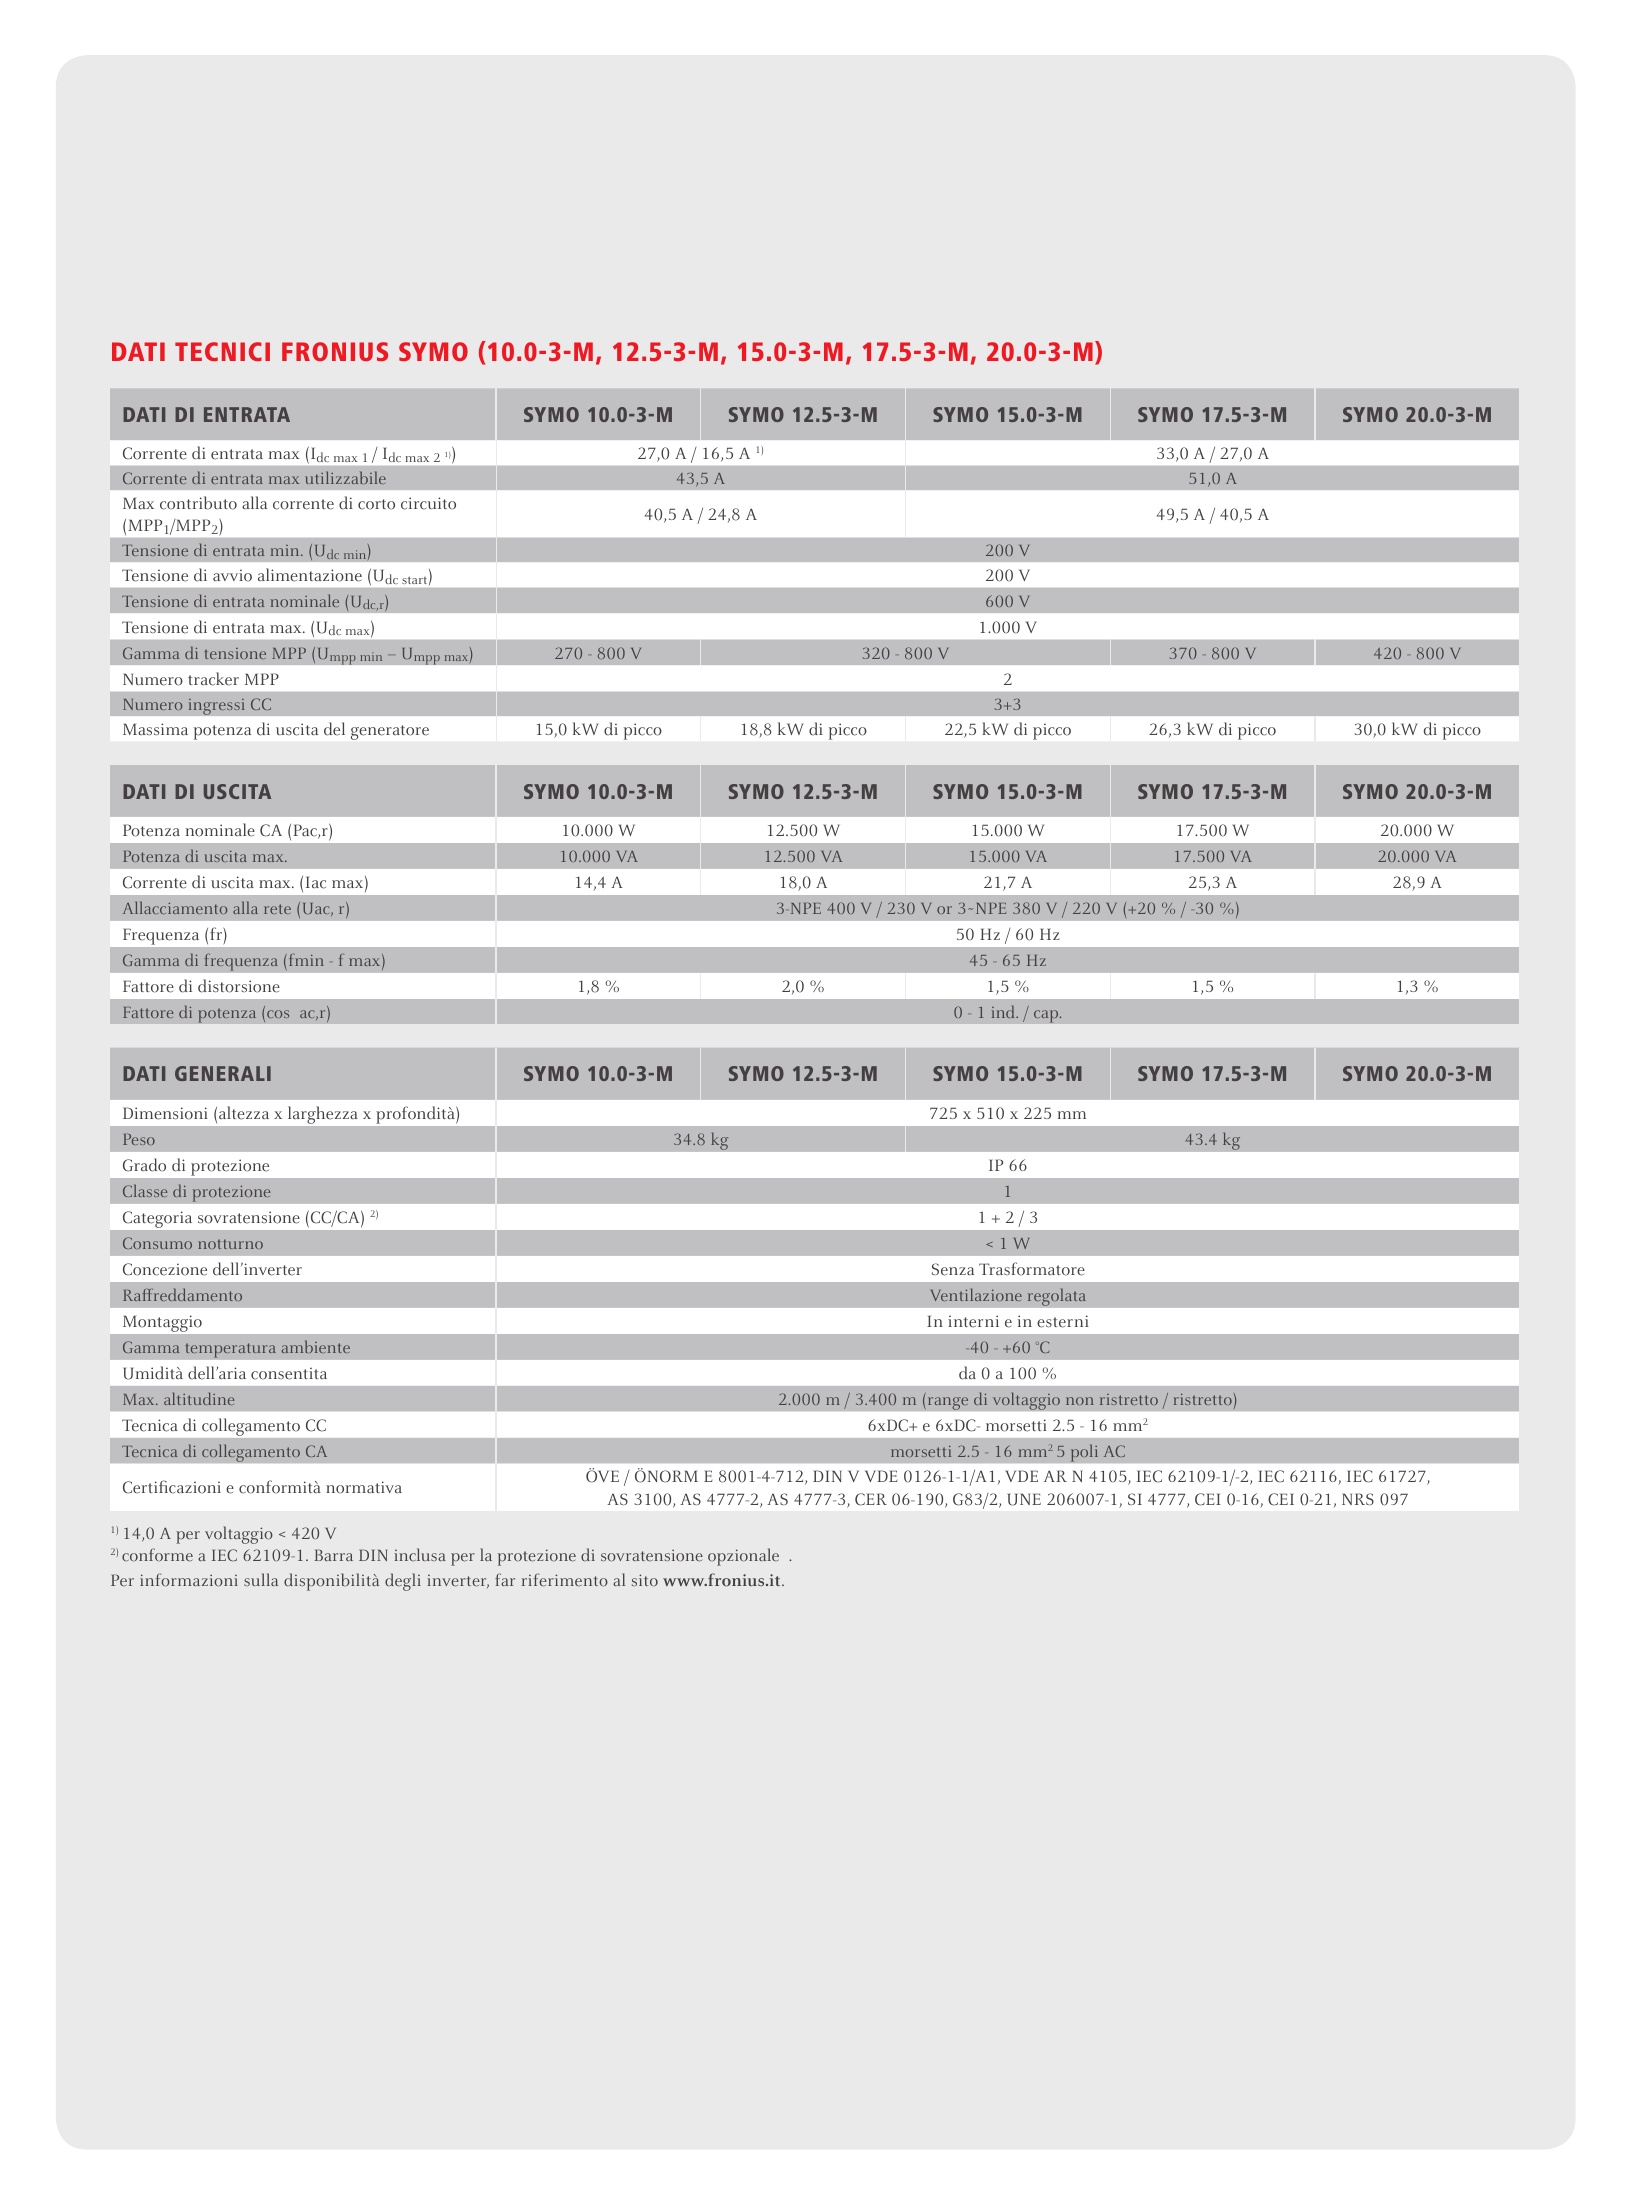 DATI TECNICI FRONIUS SYMO (10.0-3-M, 12.5-3-M, 15.0-3-M, 17.5-3-M, 20.0-3-M)
DATI DI ENTRATA SYMO 10.0-3-M SYMO 12.5-3-M SYMO 15.0-3-M SYMO 17.5-3-M SYMO 20.0-3-M
Corrente di entrata max (Idc max 1 / Idc max 2 ¹⁾) 27,0 A / 16,5 A ¹⁾ 33,0 A / 27,0 A
Corrente di entrata max utilizzabile 43,5 A 51,0 A
Max contributo alla corrente di corto circuito
(MPP₁/MPP₂) 40,5 A / 24,8 A 49,5 A / 40,5 A
Tensione di entrata min. (Udc min) 200 V
Tensione di avvio alimentazione (Udc start) 200 V
Tensione di entrata nominale (Udc,r) 600 V
Tensione di entrata max. (Udc max) 1.000 V
Gamma di tensione MPP (Umpp min – Umpp max) 270 - 800 V 320 - 800 V 370 - 800 V 420 - 800 V
Numero tracker MPP 2
Numero ingressi CC 3+3
Massima potenza di uscita del generatore 15,0 kW di picco 18,8 kW di picco 22,5 kW di picco 26,3 kW di picco 30,0 kW di picco
DATI DI USCITA SYMO 10.0-3-M SYMO 12.5-3-M SYMO 15.0-3-M SYMO 17.5-3-M SYMO 20.0-3-M
Potenza nominale CA (Pac,r) 10.000 W 12.500 W 15.000 W 17.500 W 20.000 W
Potenza di uscita max. 10.000 VA 12.500 VA 15.000 VA 17.500 VA 20.000 VA
Corrente di uscita max. (Iac max) 14,4 A 18,0 A 21,7 A 25,3 A 28,9 A
Allacciamento alla rete (Uac, r) 3-NPE 400 V / 230 V or 3~NPE 380 V / 220 V (+20 % / -30 %)
Frequenza (fr) 50 Hz / 60 Hz
Gamma di frequenza (fmin - f max) 45 - 65 Hz
Fattore di distorsione 1,8 % 2,0 % 1,5 % 1,5 % 1,3 %
Fattore di potenza (cos ac,r) 0 - 1 ind. / cap.
DATI GENERALI SYMO 10.0-3-M SYMO 12.5-3-M SYMO 15.0-3-M SYMO 17.5-3-M SYMO 20.0-3-M
Dimensioni (altezza x larghezza x profondità) 725 x 510 x 225 mm
Peso 34.8 kg 43.4 kg
Grado di protezione IP 66
Classe di protezione 1
Categoria sovratensione (CC/CA) ²⁾ 1 + 2 / 3
Consumo notturno < 1 W
Concezione dell'inverter Senza Trasformatore
Raffreddamento Ventilazione regolata
Montaggio In interni e in esterni
Gamma temperatura ambiente -40 - +60 °C
Umidità dell'aria consentita da 0 a 100 %
Max. altitudine 2.000 m / 3.400 m (range di voltaggio non ristretto / ristretto)
Tecnica di collegamento CC 6xDC+ e 6xDC- morsetti 2.5 - 16 mm²
Tecnica di collegamento CA morsetti 2.5 - 16 mm² 5 poli AC
Certificazioni e conformità normativa ÖVE / ÖNORM E 8001-4-712, DIN V VDE 0126-1-1/A1, VDE AR N 4105, IEC 62109-1/-2, IEC 62116, IEC 61727,
AS 3100, AS 4777-2, AS 4777-3, CER 06-190, G83/2, UNE 206007-1, SI 4777, CEI 0-16, CEI 0-21, NRS 097
¹⁾ 14,0 A per voltaggio < 420 V
²⁾ conforme a IEC 62109-1. Barra DIN inclusa per la protezione di sovratensione opzionale .
Per informazioni sulla disponibilità degli inverter, far riferimento al sito www.fronius.it.